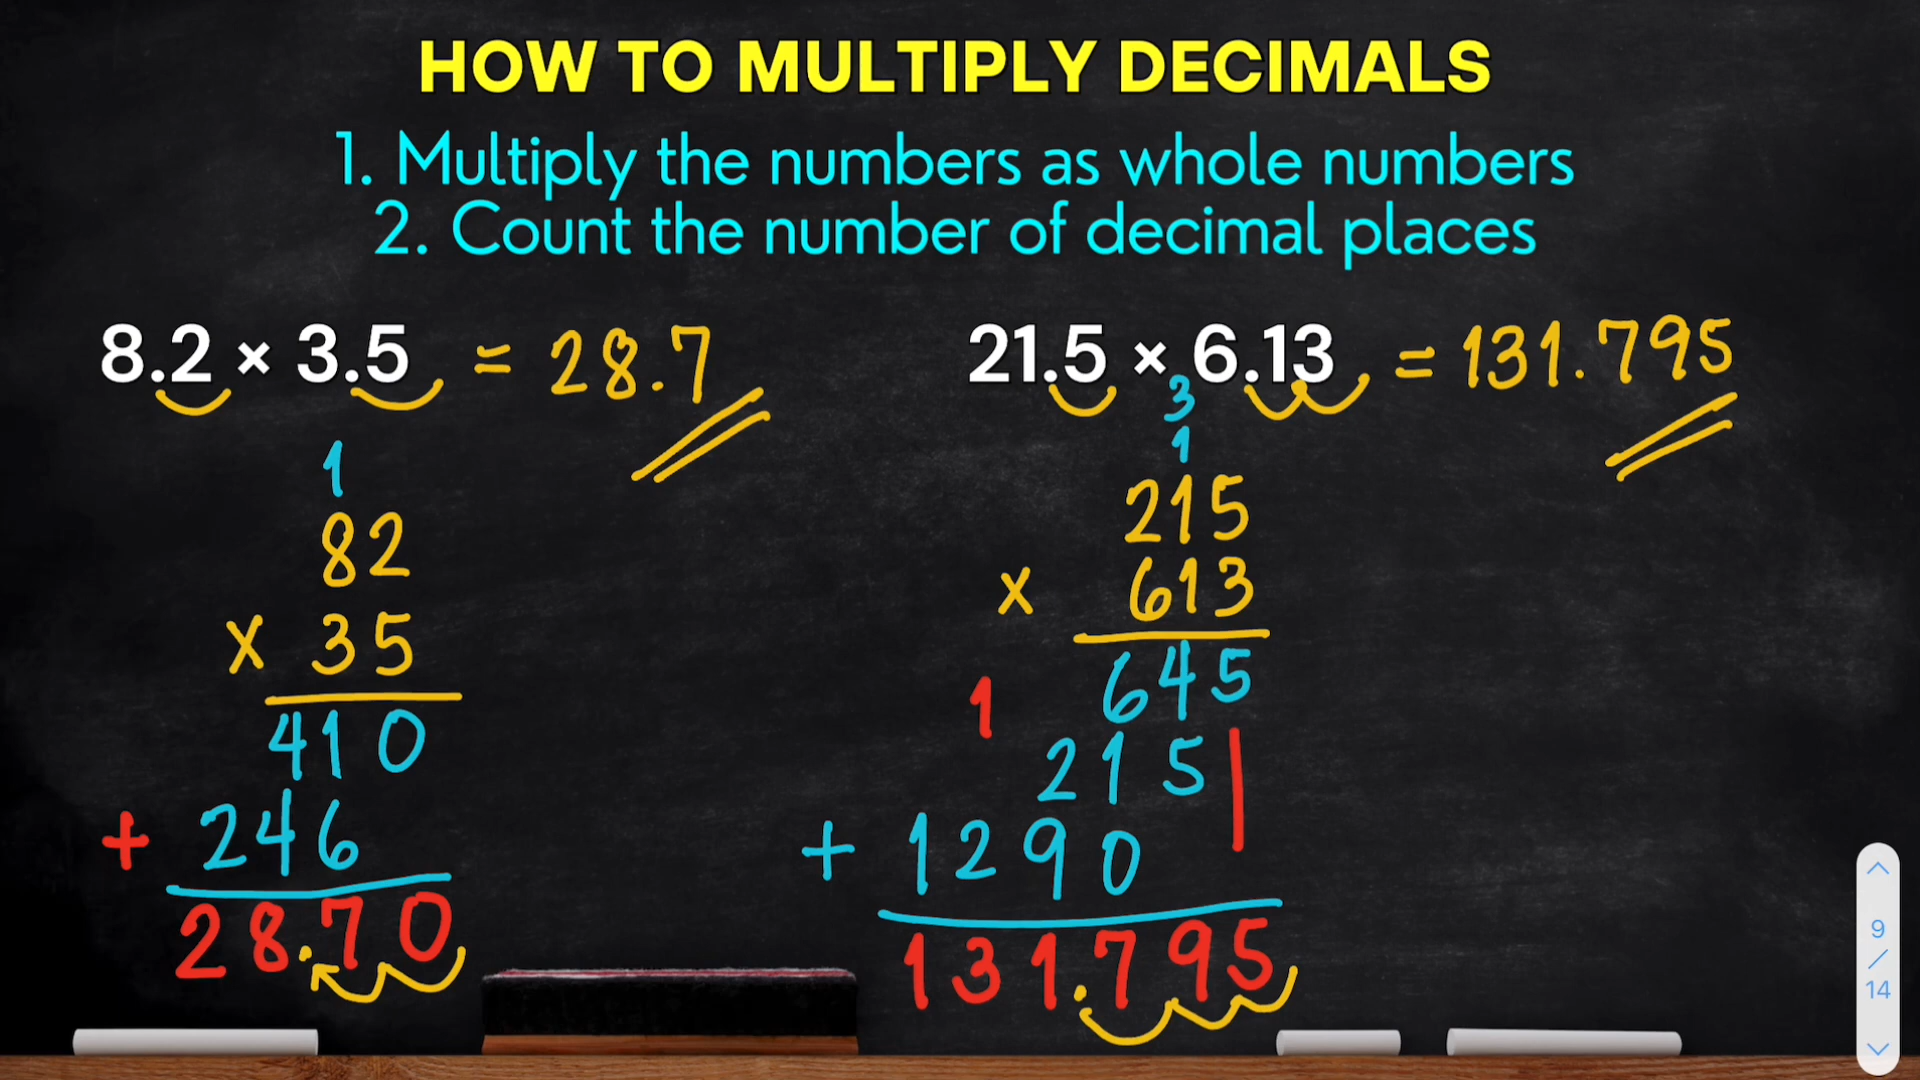 HOW TO MULTIPLY DECIMALS
1. Multiply the numbers as whole numbers
2. Count the number of decimal places
8.2 × 3.5 = 28.7
1
82
x 35
410
+ 246
28.70
21.5 × 6.13 = 131.795
3
1
215
x 613
645
1
215
+ 1290
131.795
9
/
14